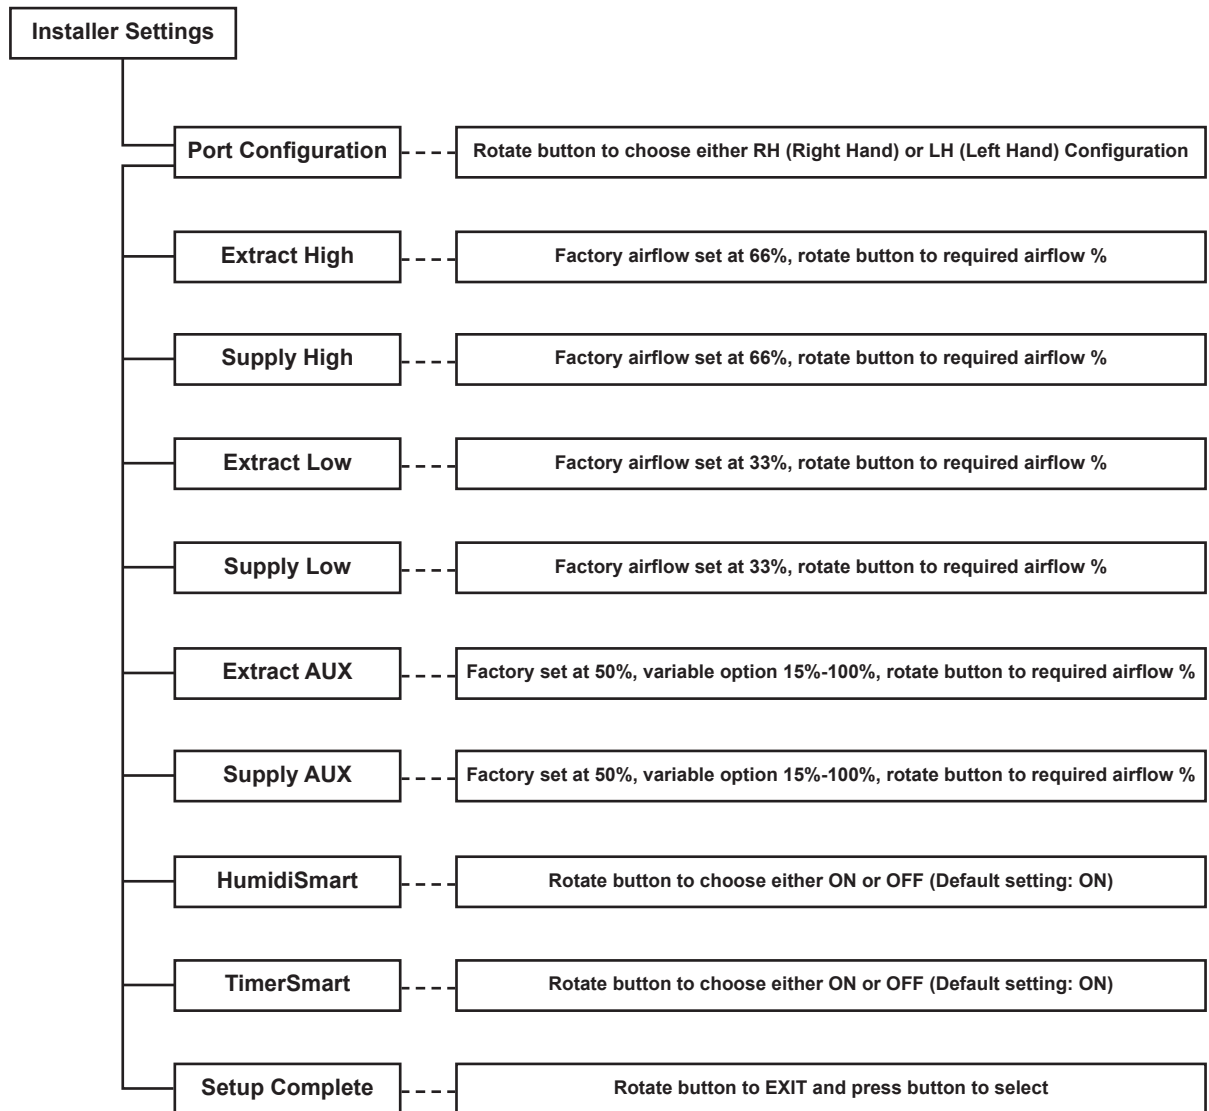 Installer Settings
Port Configuration
Rotate button to choose either RH (Right Hand) or LH (Left Hand) Configuration
Extract High
Factory airflow set at 66%, rotate button to required airflow %
Supply High
Factory airflow set at 66%, rotate button to required airflow %
Extract Low
Factory airflow set at 33%, rotate button to required airflow %
Supply Low
Factory airflow set at 33%, rotate button to required airflow %
Extract AUX
Factory set at 50%, variable option 15%-100%, rotate button to required airflow %
Supply AUX
Factory set at 50%, variable option 15%-100%, rotate button to required airflow %
HumidiSmart
Rotate button to choose either ON or OFF (Default setting: ON)
TimerSmart
Rotate button to choose either ON or OFF (Default setting: ON)
Setup Complete
Rotate button to EXIT and press button to select